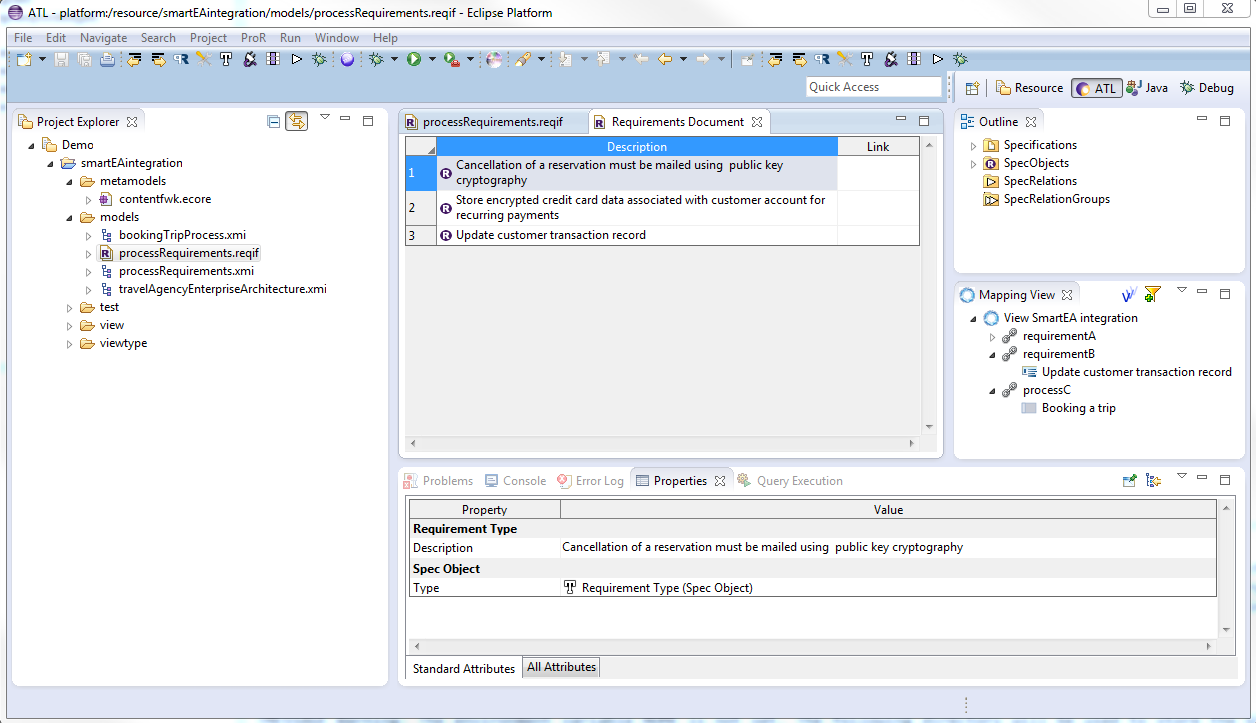 ATL - platform:/resource/smartEAintegration/models/processRequirements.reqif - Eclipse Platform
File Edit Navigate Search Project ProR Run Window Help
Quick Access
Resource ATL Java Debug
Project Explorer
Demo
smartEAintegration
metamodels
contentfwk.ecore
models
bookingTripProcess.xmi
processRequirements.reqif
processRequirements.xmi
travelAgencyEnterpriseArchitecture.xmi
test
view
viewtype
processRequirements.reqif Requirements Document
Description Link
1 Cancellation of a reservation must be mailed using  public key
cryptography
2 Store encrypted credit card data associated with customer account for
recurring payments
3 Update customer transaction record
Outline
Specifications
SpecObjects
SpecRelations
SpecRelationGroups
Mapping View
View SmartEA integration
requirementA
requirementB
Update customer transaction record
processC
Booking a trip
Problems Console Error Log Properties Query Execution
Property Value
Requirement Type
Description Cancellation of a reservation must be mailed using  public key cryptography
Spec Object
Type Requirement Type (Spec Object)
Standard Attributes All Attributes